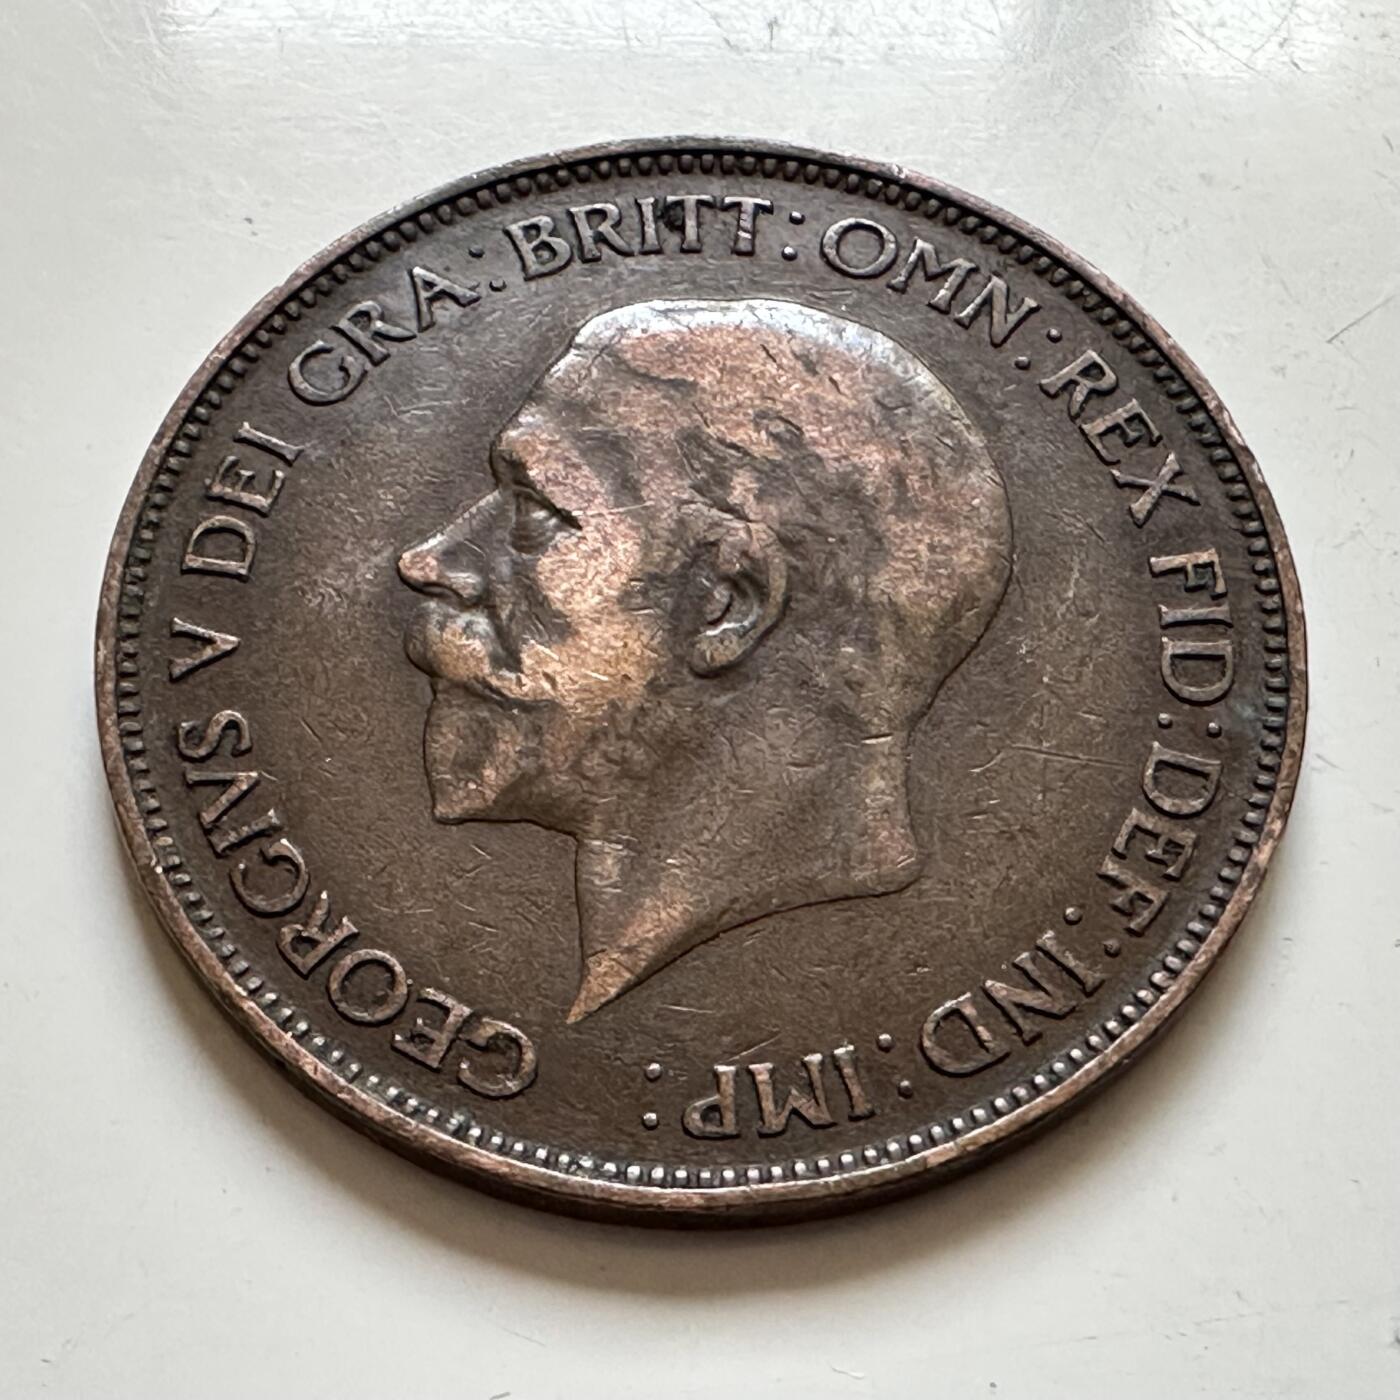 GEORGIVS V DEI GRA: BRITT: OMN: REX FID: DEF: IND: IMP: